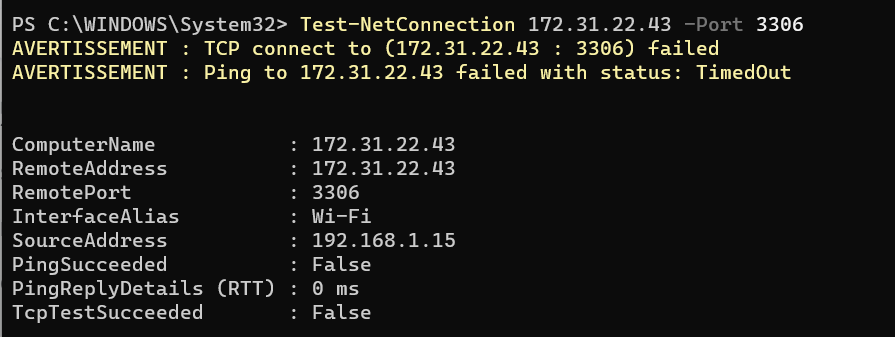 PS C:\WINDOWS\System32> Test-NetConnection 172.31.22.43 -Port 3306
AVERTISSEMENT : TCP connect to (172.31.22.43 : 3306) failed
AVERTISSEMENT : Ping to 172.31.22.43 failed with status: TimedOut
ComputerName : 172.31.22.43
RemoteAddress : 172.31.22.43
RemotePort : 3306
InterfaceAlias : Wi-Fi
SourceAddress : 192.168.1.15
PingSucceeded : False
PingReplyDetails (RTT) : 0 ms
TcpTestSucceeded : False